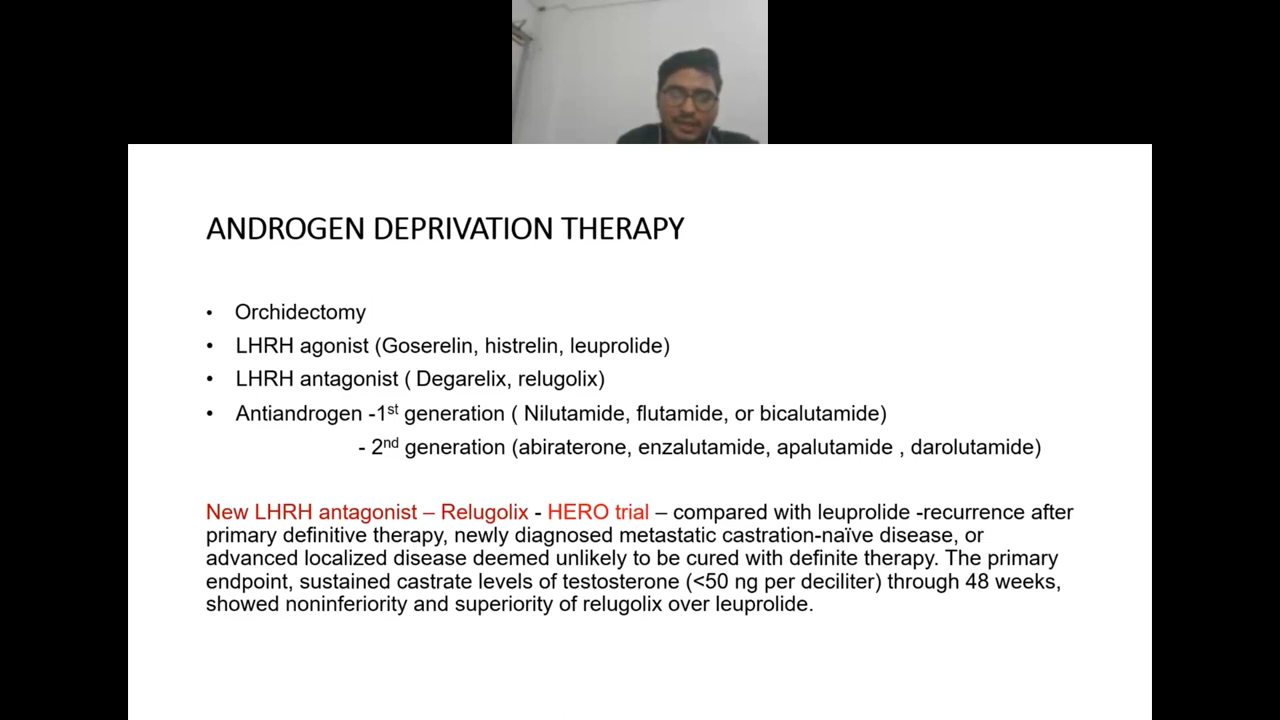 ANDROGEN DEPRIVATION THERAPY
• Orchidectomy
• LHRH agonist (Goserelin, histrelin, leuprolide)
• LHRH antagonist ( Degarelix, relugolix)
• Antiandrogen -1st generation ( Nilutamide, flutamide, or bicalutamide)
- 2nd generation (abiraterone, enzalutamide, apalutamide , darolutamide)
New LHRH antagonist – Relugolix - HERO trial – compared with leuprolide -recurrence after
primary definitive therapy, newly diagnosed metastatic castration-naïve disease, or
advanced localized disease deemed unlikely to be cured with definite therapy. The primary
endpoint, sustained castrate levels of testosterone (<50 ng per deciliter) through 48 weeks,
showed noninferiority and superiority of relugolix over leuprolide.